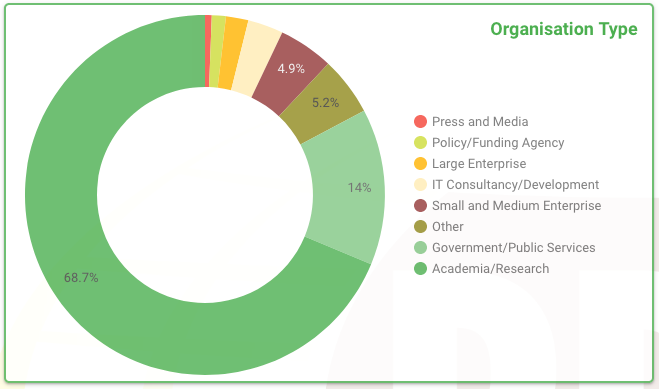 Organisation Type
4.9%
5.2%
14%
68.7%
Press and Media
Policy/Funding Agency
Large Enterprise
IT Consultancy/Development
Small and Medium Enterprise
Other
Government/Public Services
Academia/Research